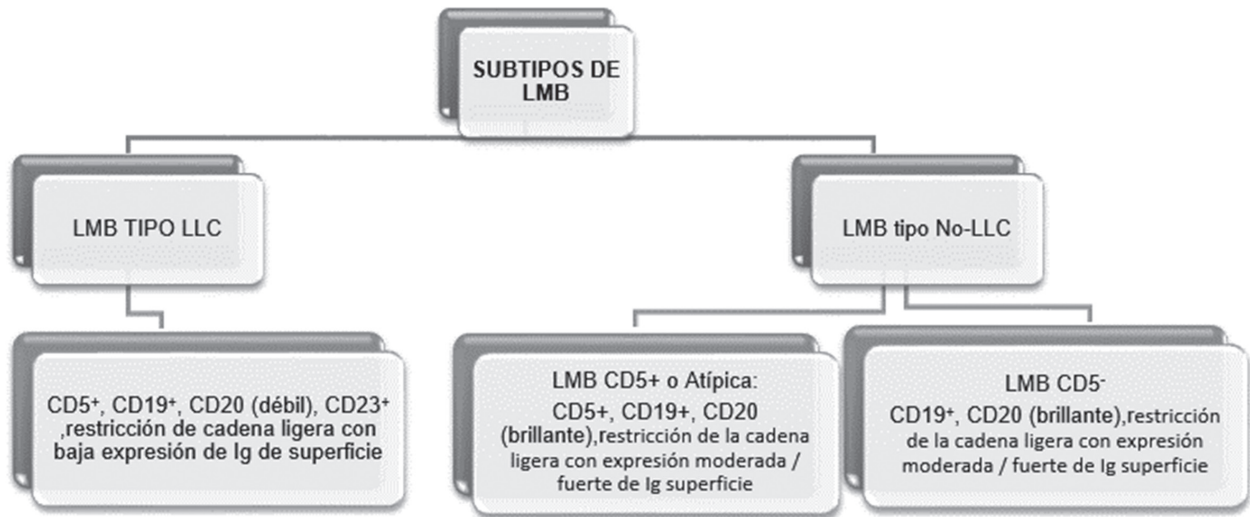 SUBTIPOS DE
LMB
LMB TIPO LLC
LMB tipo No-LLC
CD5⁺, CD19⁺, CD20 (débil), CD23⁺
,restricción de cadena ligera con
baja expresión de Ig de superficie
LMB CD5+ o Atípica:
CD5+, CD19+, CD20
(brillante),restricción de la cadena
ligera con expresión moderada /
fuerte de Ig superficie
LMB CD5⁻
CD19⁺, CD20 (brillante),restricción
de la cadena ligera con expresión
moderada / fuerte de Ig superficie